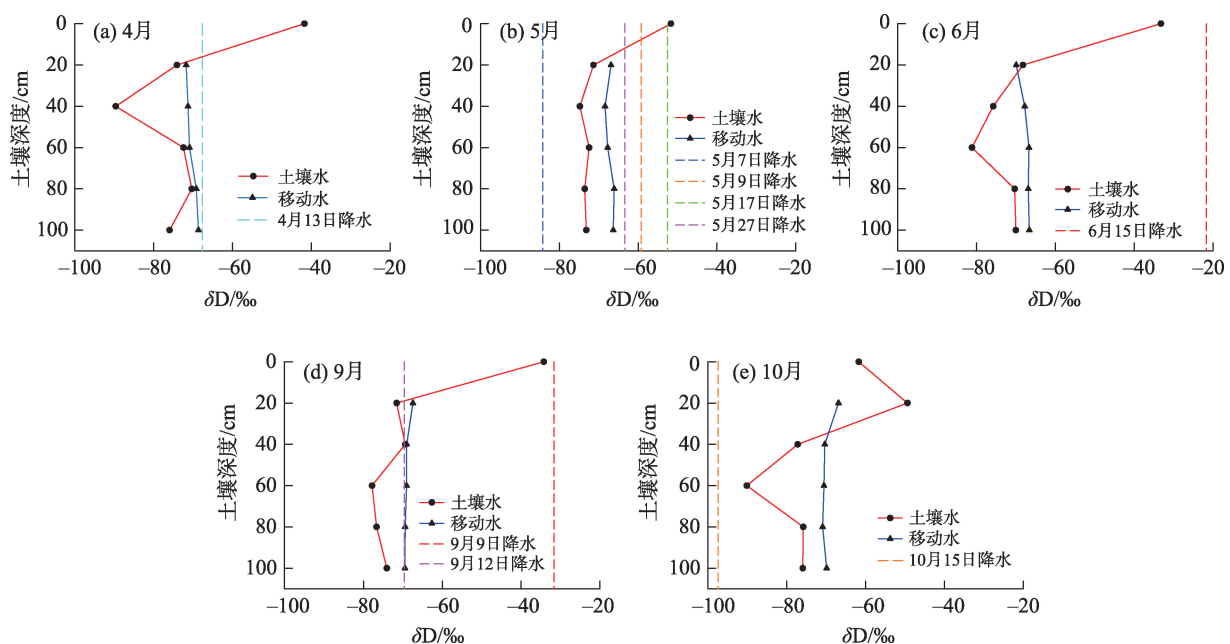 (a) 4月
土壤深度/cm
0
20
40
60
80
100
土壤水
移动水
4月13日降水
–100
–80
–60
–40
–20
δD/‰
(b) 5月
土壤深度/cm
0
20
40
60
80
100
土壤水
移动水
5月7日降水
5月9日降水
5月17日降水
5月27日降水
–100
–80
–60
–40
–20
δD/‰
(c) 6月
土壤深度/cm
0
20
40
60
80
100
土壤水
移动水
6月15日降水
–100
–80
–60
–40
–20
δD/‰
(d) 9月
土壤深度/cm
0
20
40
60
80
100
土壤水
移动水
9月9日降水
9月12日降水
–100
–80
–60
–40
–20
δD/‰
(e) 10月
土壤深度/cm
0
20
40
60
80
100
土壤水
移动水
10月15日降水
–100
–80
–60
–40
–20
δD/‰